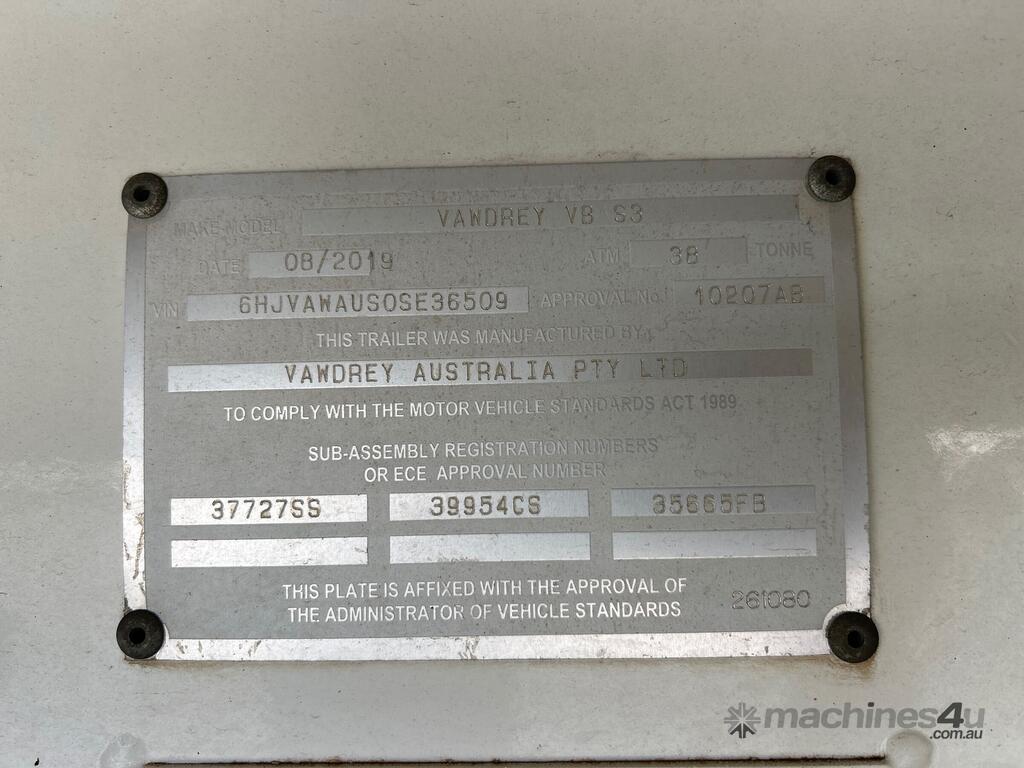 MAKE-MODEL VAWDREY VB S3
DATE 08/2019 ATM 38 TONNE
VIN 6HJVAWAUS0SE36509 APPROVAL No. 10207AB
THIS TRAILER WAS MANUFACTURED BY
VAWDREY AUSTRALIA PTY LTD
TO COMPLY WITH THE MOTOR VEHICLE STANDARDS ACT 1989
SUB-ASSEMBLY REGISTRATION NUMBERS
OR ECE APPROVAL NUMBER
37727SS 39954CS 35665FB
THIS PLATE IS AFFIXED WITH THE APPROVAL OF
THE ADMINISTRATOR OF VEHICLE STANDARDS
261080
machines4u
.com.au